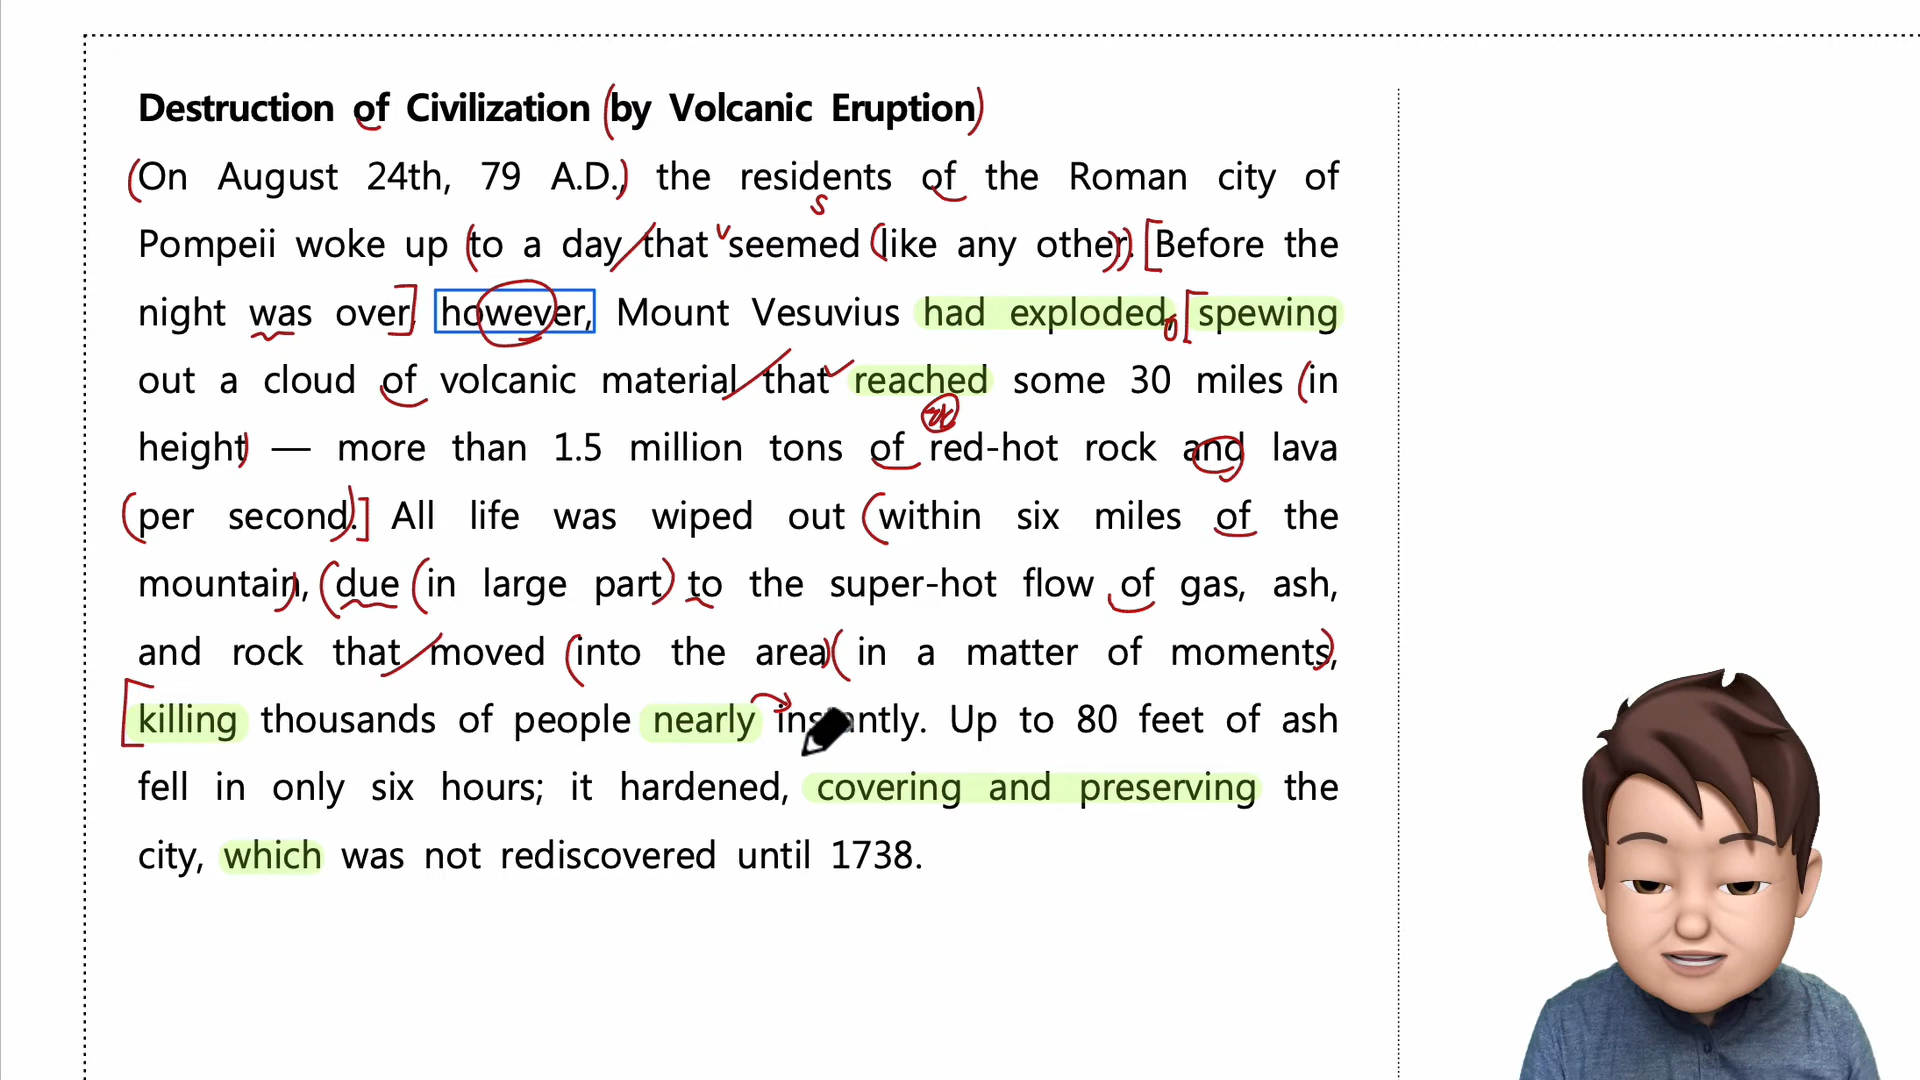 Destruction of Civilization by Volcanic Eruption
On August 24th, 79 A.D., the residents of the Roman city of
s
Pompeii woke up to a day that seemed like any other. Before the
night was over, however, Mount Vesuvius had exploded, spewing
out a cloud of volcanic material that reached some 30 miles in
height — more than 1.5 million tons of red-hot rock and lava
per second. All life was wiped out within six miles of the
mountain, due in large part to the super-hot flow of gas, ash,
and rock that moved into the area in a matter of moments,
killing thousands of people nearly instantly. Up to 80 feet of ash
fell in only six hours; it hardened, covering and preserving the
city, which was not rediscovered until 1738.